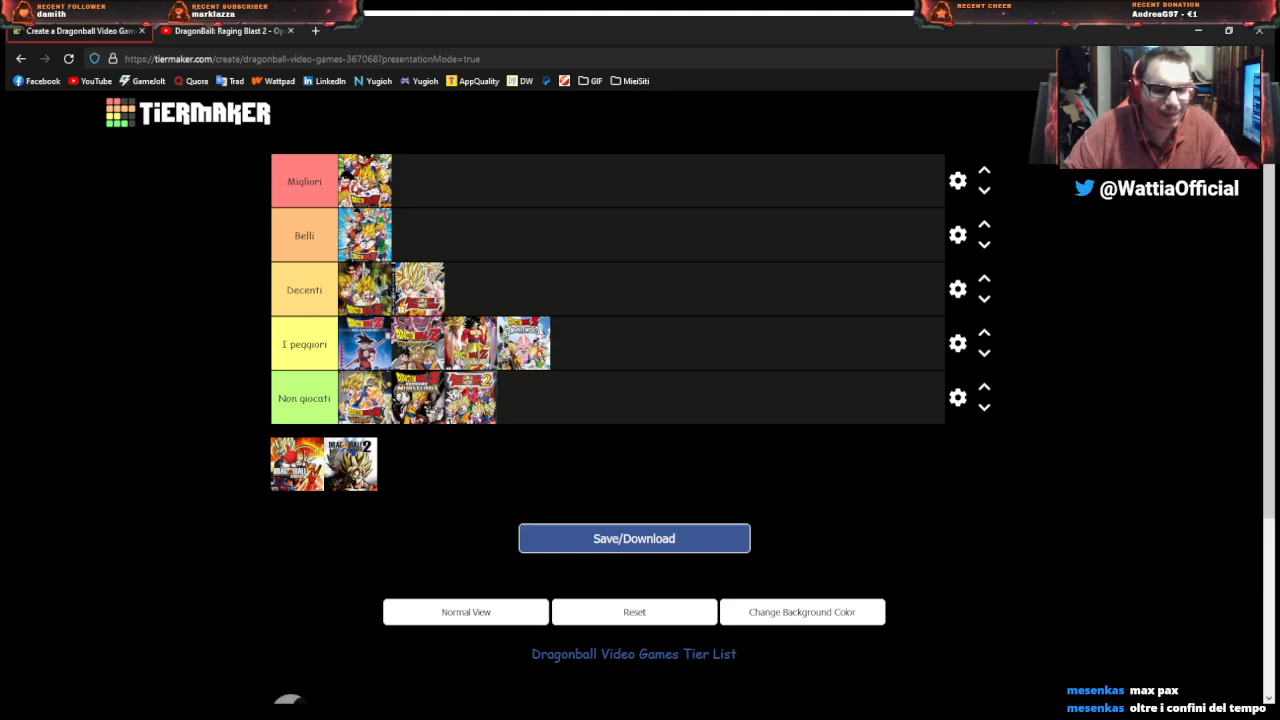 RECENT FOLLOWER
damith
RECENT SUBSCRIBER
marklazza
RECENT CHEER
RECENT DONATION
AndreaG97 - €1
Create a Dragonball Video Gam
DragonBall: Raging Blast 2 - Op
https://tiermaker.com/create/dragonball-video-games-367068?presentationMode=true
Facebook
YouTube
GameJolt
Quora
Trad
Wattpad
LinkedIn
Yugioh
Yugioh
AppQuality
DW
GIF
MieiSiti
TiERMAKER
@WattiaOfficial
Migliori
Belli
Decenti
I peggiori
Non giocati
Save/Download
Normal View
Reset
Change Background Color
Dragonball Video Games Tier List
mesenkas max pax
mesenkas oltre i confini del tempo